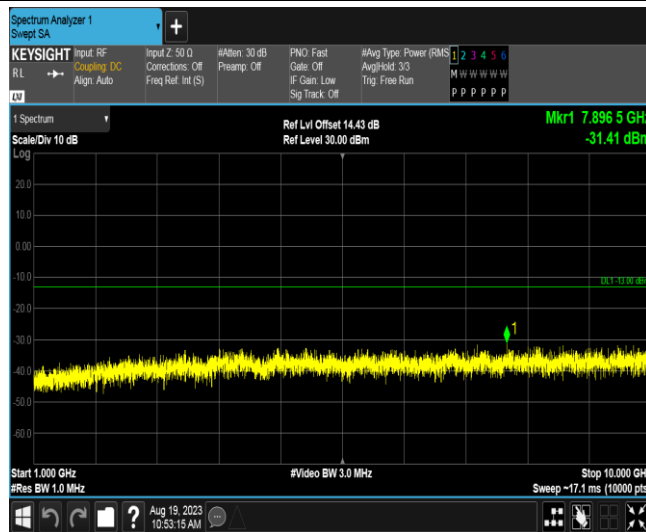 Spectrum Analyzer 1
Swept SA
KEYSIGHT
RL
LXI
Input: RF
Coupling: DC
Align: Auto
Input Z: 50 Ω
Corrections: Off
Freq Ref: Int (S)
#Atten: 30 dB
Preamp: Off
PNO: Fast
Gate: Off
IF Gain: Low
Sig Track: Off
#Avg Type: Power (RMS
Avg|Hold: 3/3
Trig: Free Run
1 2 3 4 5 6
M W W W W W
P P P P P P
1 Spectrum
Scale/Div 10 dB
Ref Lvl Offset 14.43 dB
Ref Level 30.00 dBm
Mkr1 7.896 5 GHz
-31.41 dBm
Log
20.0
10.0
0.00
-10.0
DL1 -13.00 dBm
-20.0
-30.0
1
-40.0
-50.0
-60.0
Start 1.000 GHz
#Video BW 3.0 MHz
Stop 10.000 GHz
#Res BW 1.0 MHz
Sweep ~17.1 ms (10000 pts)
?
Aug 19, 2023
10:53:15 AM